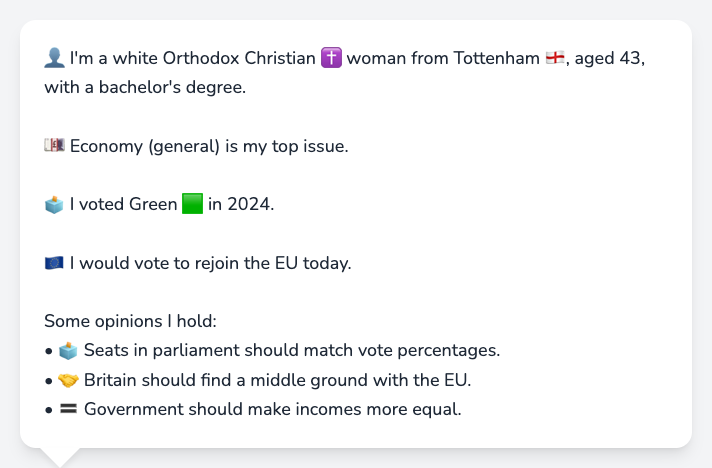 👤 I'm a white Orthodox Christian ✝️ woman from Tottenham 🏴󠁧󠁢󠁥󠁮󠁧󠁿, aged 43,
with a bachelor's degree.
💷 Economy (general) is my top issue.
🗳️ I voted Green 🟩 in 2024.
🇪🇺 I would vote to rejoin the EU today.
Some opinions I hold:
• 🗳️ Seats in parliament should match vote percentages.
• 🤝 Britain should find a middle ground with the EU.
• 🟰 Government should make incomes more equal.